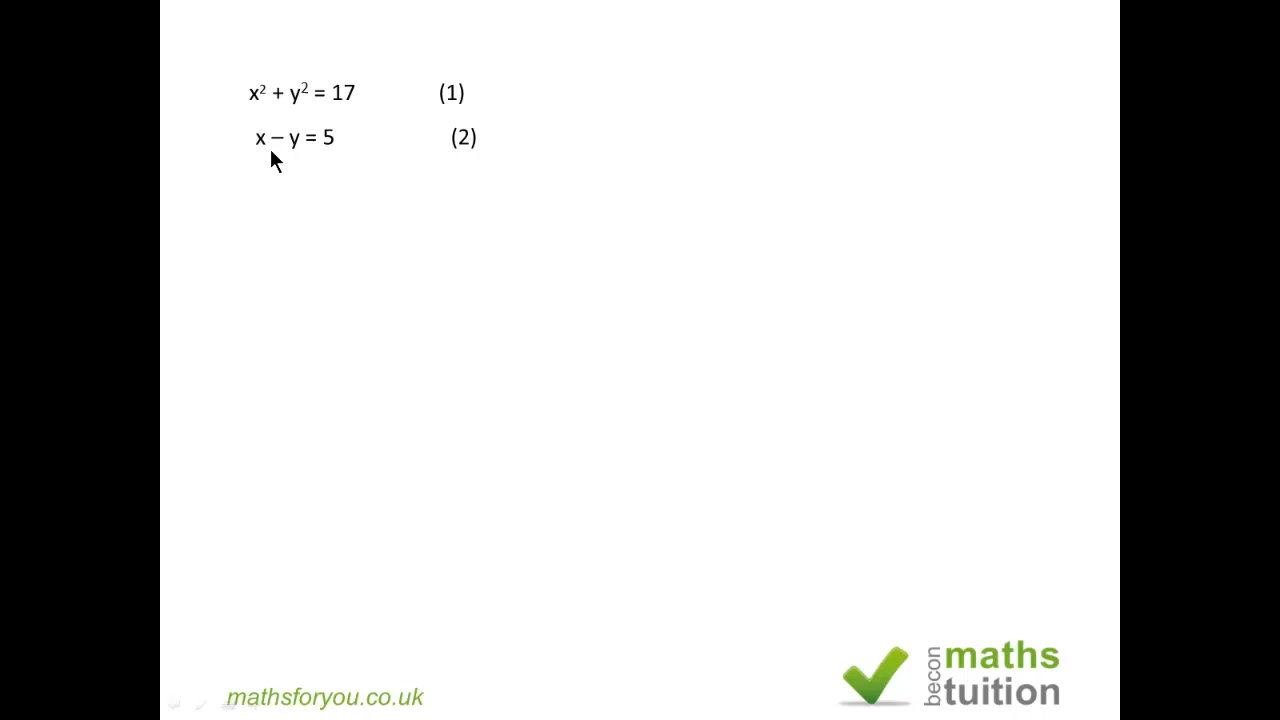 x² + y² = 17 (1)
x – y = 5 (2)
mathsforyou.co.uk
becon
maths
tuition